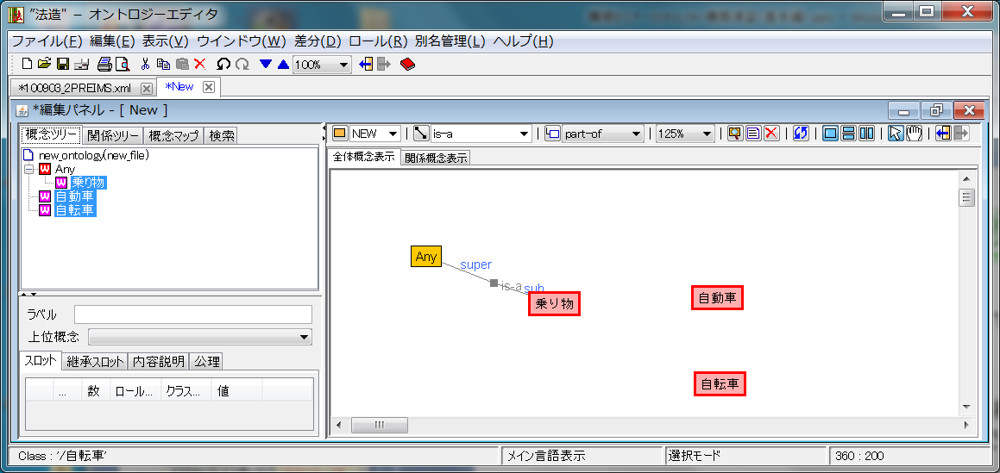 "法造" – オントロジーエディタ
ファイル(F) 編集(E) 表示(V) ウインドウ(W) 差分(D) ロール(R) 別名管理(L) ヘルプ(H)
100%
*100903_2PREIMS.xml *New
*編集パネル - [ New ]
概念ツリー 関係ツリー 概念マップ 検索
NEW is-a part-of 125%
new_ontology(new_file)
Any
乗り物
自動車
自転車
全体概念表示 関係概念表示
Any
super
is-a
sub
乗り物
自動車
自転車
ラベル
上位概念
スロット 継承スロット 内容説明 公理
... 数 ロール... クラス... 値
Class : '/自転車' メイン言語表示 選択モード 360 : 200